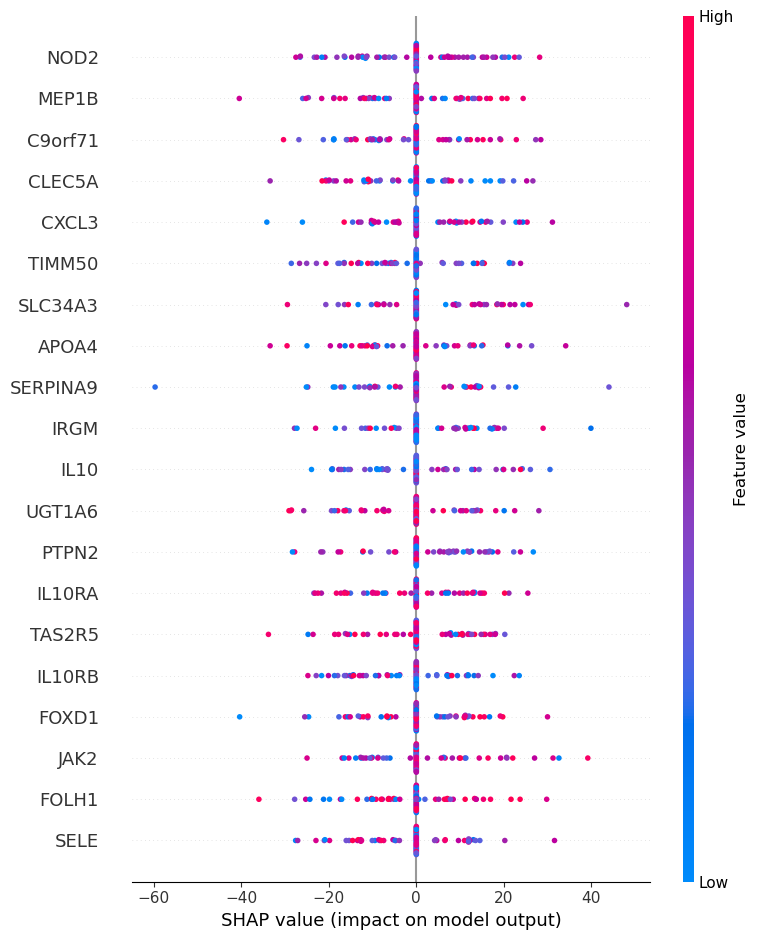 High
NOD2
MEP1B
C9orf71
CLEC5A
CXCL3
TIMM50
SLC34A3
APOA4
SERPINA9
IRGM
IL10
UGT1A6
PTPN2
IL10RA
TAS2R5
IL10RB
FOXD1
JAK2
FOLH1
SELE
Feature value
Low
−60 −40 −20 0 20 40
SHAP value (impact on model output)